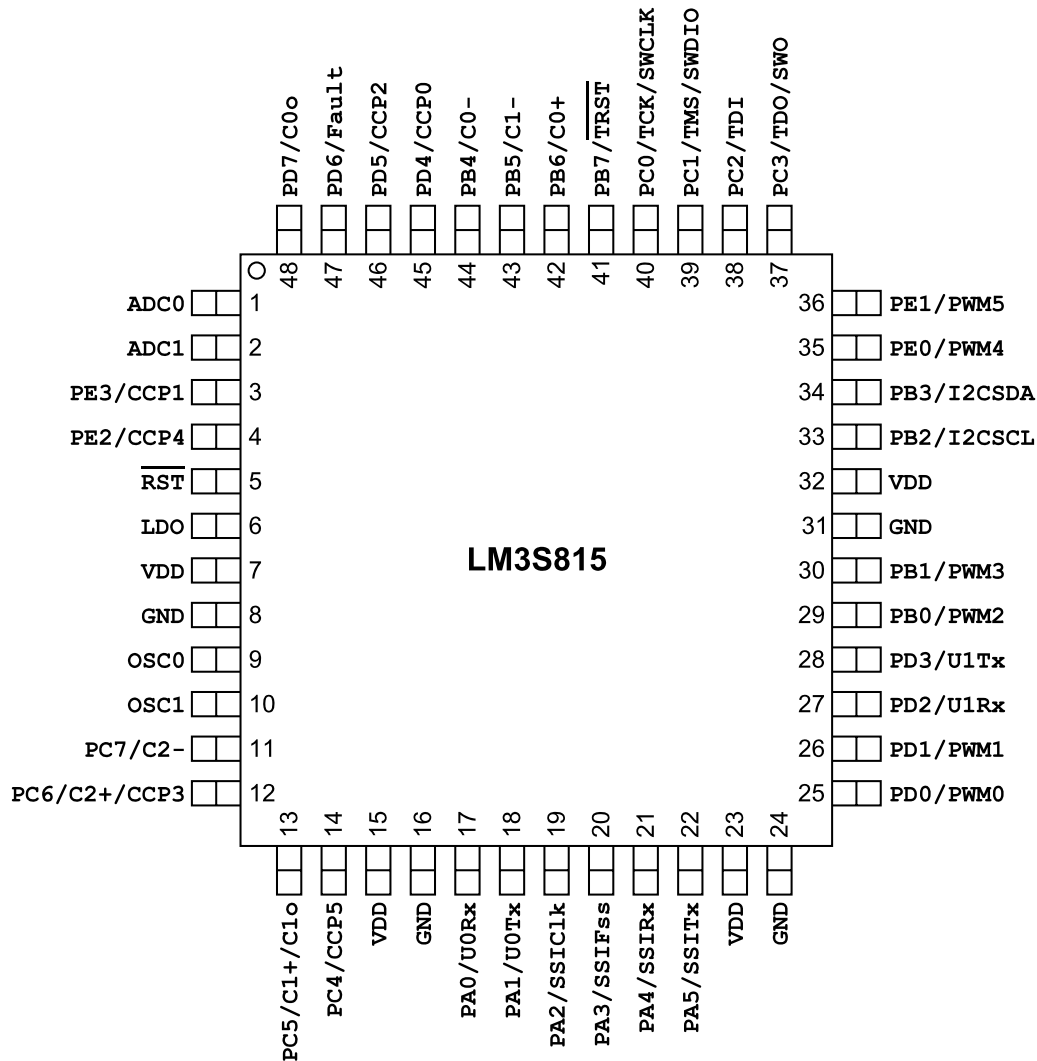 PD7/C0o
PD6/Fault
PD5/CCP2
PD4/CCP0
PB4/C0-
PB5/C1-
PB6/C0+
PB7/TRST
PC0/TCK/SWCLK
PC1/TMS/SWDIO
PC2/TDI
PC3/TDO/SWO
48
47
46
45
44
43
42
41
40
39
38
37
ADC0 1
ADC1 2
PE3/CCP1 3
PE2/CCP4 4
RST 5
LDO 6
VDD 7
GND 8
OSC0 9
OSC1 10
PC7/C2- 11
PC6/C2+/CCP3 12
LM3S815
36 PE1/PWM5
35 PE0/PWM4
34 PB3/I2CSDA
33 PB2/I2CSCL
32 VDD
31 GND
30 PB1/PWM3
29 PB0/PWM2
28 PD3/U1Tx
27 PD2/U1Rx
26 PD1/PWM1
25 PD0/PWM0
13
14
15
16
17
18
19
20
21
22
23
24
PC5/C1+/C1o
PC4/CCP5
VDD
GND
PA0/U0Rx
PA1/U0Tx
PA2/SSIClk
PA3/SSIFss
PA4/SSIRx
PA5/SSITx
VDD
GND